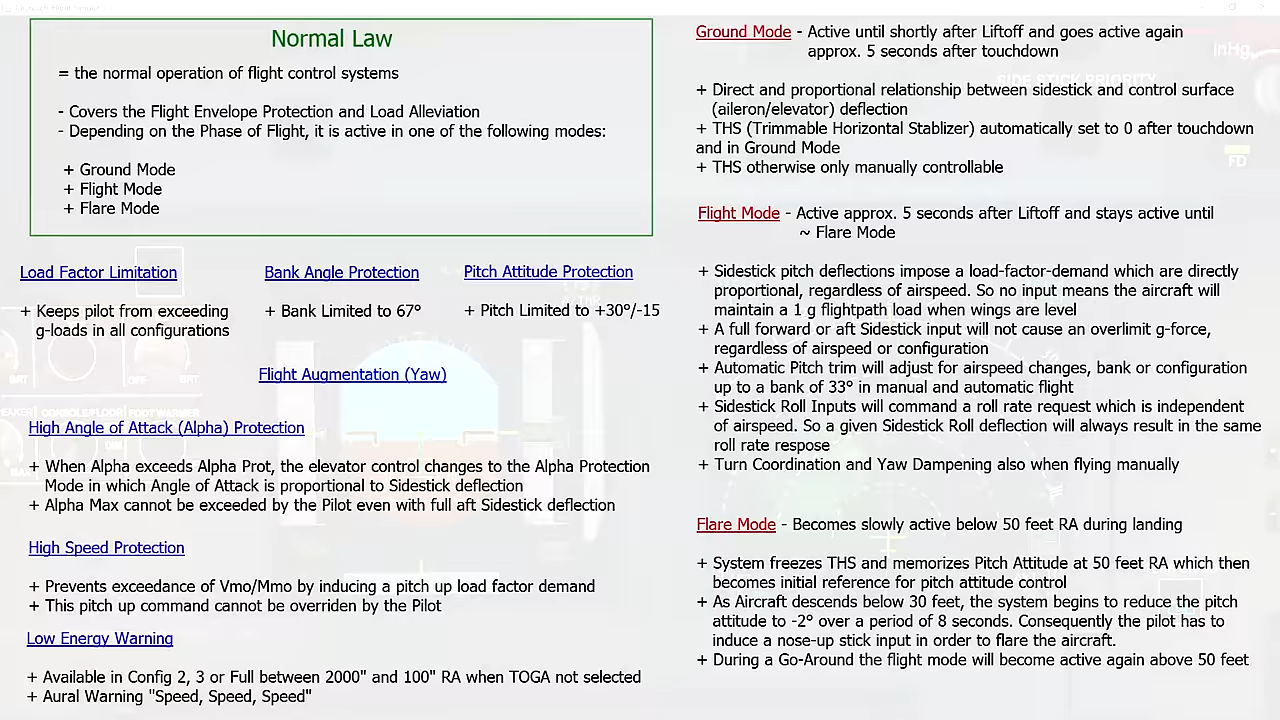 Normal Law
= the normal operation of flight control systems
- Covers the Flight Envelope Protection and Load Alleviation
- Depending on the Phase of Flight, it is active in one of the following modes:
+ Ground Mode
+ Flight Mode
+ Flare Mode
Load Factor Limitation
+ Keeps pilot from exceeding
g-loads in all configurations
Bank Angle Protection
+ Bank Limited to 67°
Pitch Attitude Protection
+ Pitch Limited to +30°/-15
Flight Augmentation (Yaw)
High Angle of Attack (Alpha) Protection
+ When Alpha exceeds Alpha Prot, the elevator control changes to the Alpha Protection
Mode in which Angle of Attack is proportional to Sidestick deflection
+ Alpha Max cannot be exceeded by the Pilot even with full aft Sidestick deflection
High Speed Protection
+ Prevents exceedance of Vmo/Mmo by inducing a pitch up load factor demand
+ This pitch up command cannot be overriden by the Pilot
Low Energy Warning
+ Available in Config 2, 3 or Full between 2000" and 100" RA when TOGA not selected
+ Aural Warning "Speed, Speed, Speed"
Ground Mode - Active until shortly after Liftoff and goes active again
approx. 5 seconds after touchdown
+ Direct and proportional relationship between sidestick and control surface
(aileron/elevator) deflection
+ THS (Trimmable Horizontal Stablizer) automatically set to 0 after touchdown
and in Ground Mode
+ THS otherwise only manually controllable
Flight Mode - Active approx. 5 seconds after Liftoff and stays active until
~ Flare Mode
+ Sidestick pitch deflections impose a load-factor-demand which are directly
proportional, regardless of airspeed. So no input means the aircraft will
maintain a 1 g flightpath load when wings are level
+ A full forward or aft Sidestick input will not cause an overlimit g-force,
regardless of airspeed or configuration
+ Automatic Pitch trim will adjust for airspeed changes, bank or configuration
up to a bank of 33° in manual and automatic flight
+ Sidestick Roll Inputs will command a roll rate request which is independent
of airspeed. So a given Sidestick Roll deflection will always result in the same
roll rate respose
+ Turn Coordination and Yaw Dampening also when flying manually
Flare Mode - Becomes slowly active below 50 feet RA during landing
+ System freezes THS and memorizes Pitch Attitude at 50 feet RA which then
becomes initial reference for pitch attitude control
+ As Aircraft descends below 30 feet, the system begins to reduce the pitch
attitude to -2° over a period of 8 seconds. Consequently the pilot has to
induce a nose-up stick input in order to flare the aircraft.
+ During a Go-Around the flight mode will become active again above 50 feet
inHg
SIDE STICK PRIORITY
FD
CONSOLE/FLOOR
FOOT WARMER
OFF
BRT